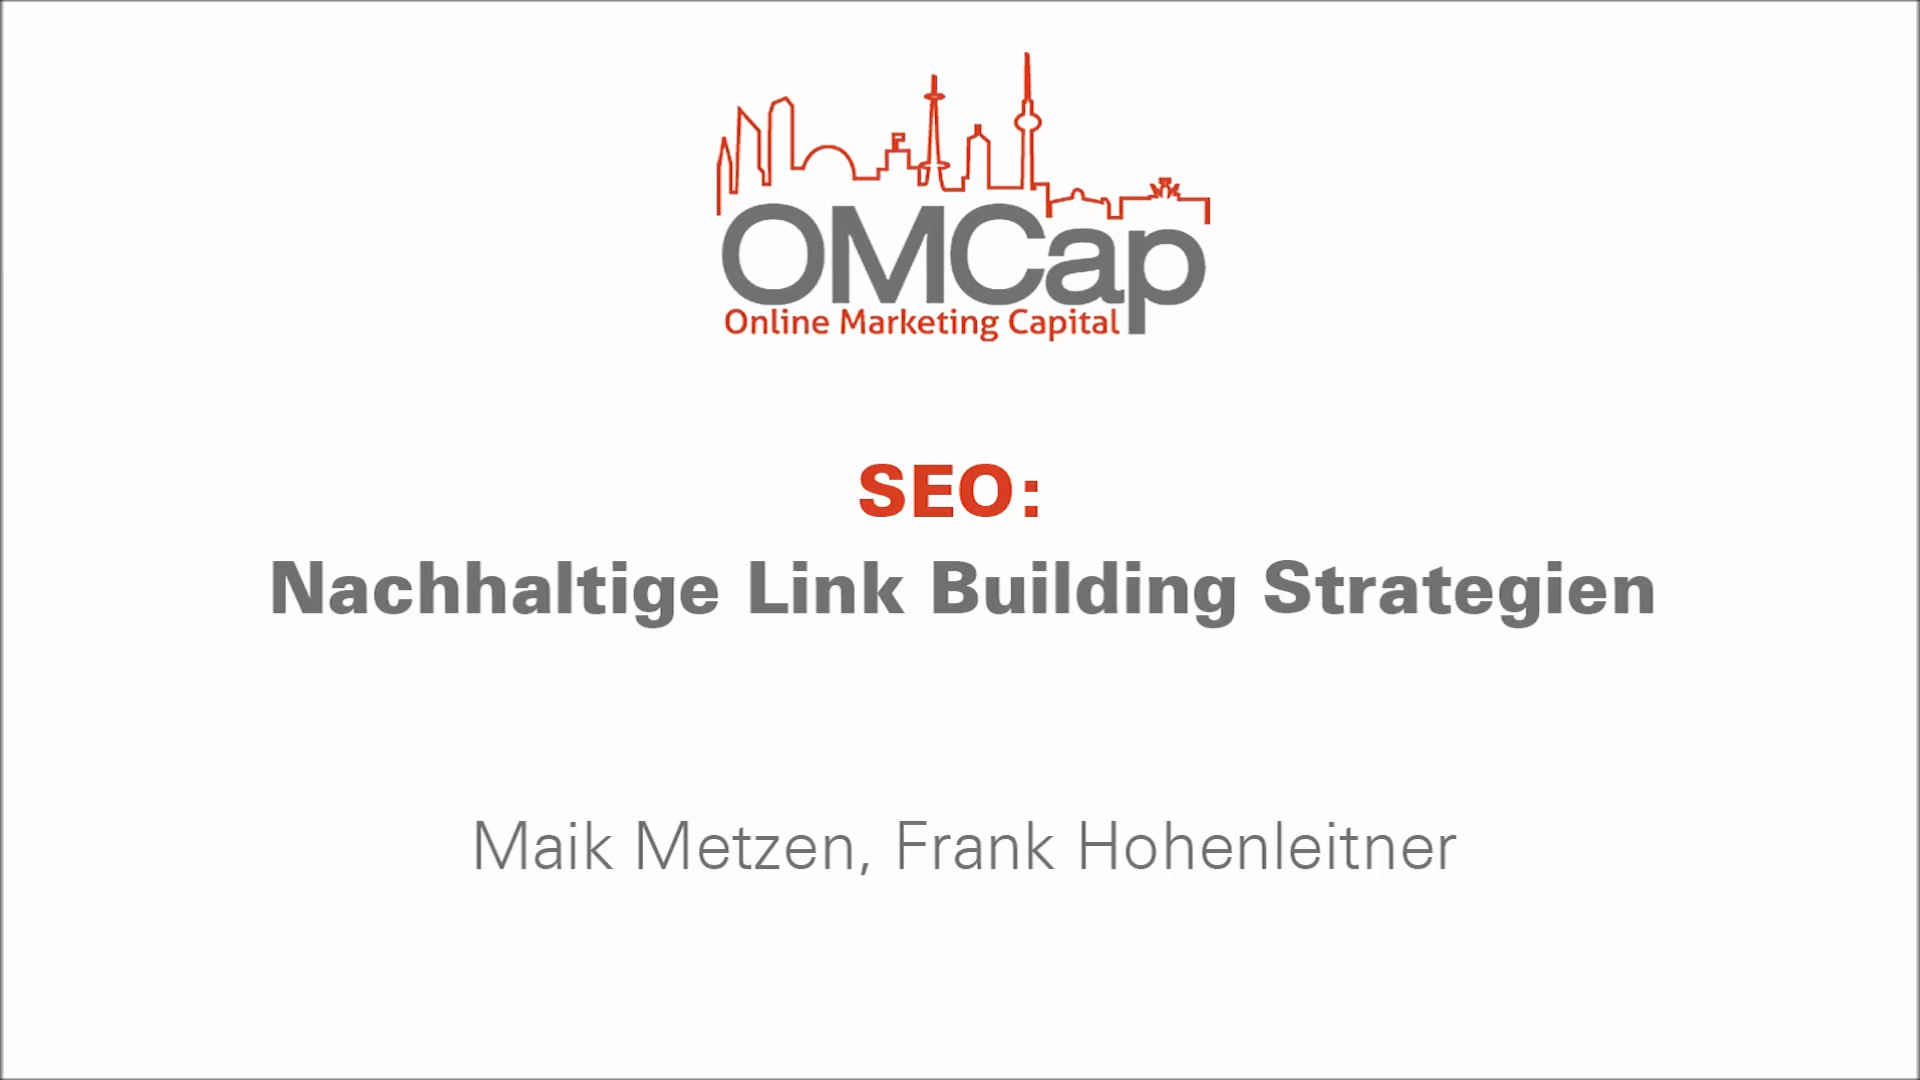 OMCap
Online Marketing Capital
SEO:
Nachhaltige Link Building Strategien
Maik Metzen, Frank Hohenleitner